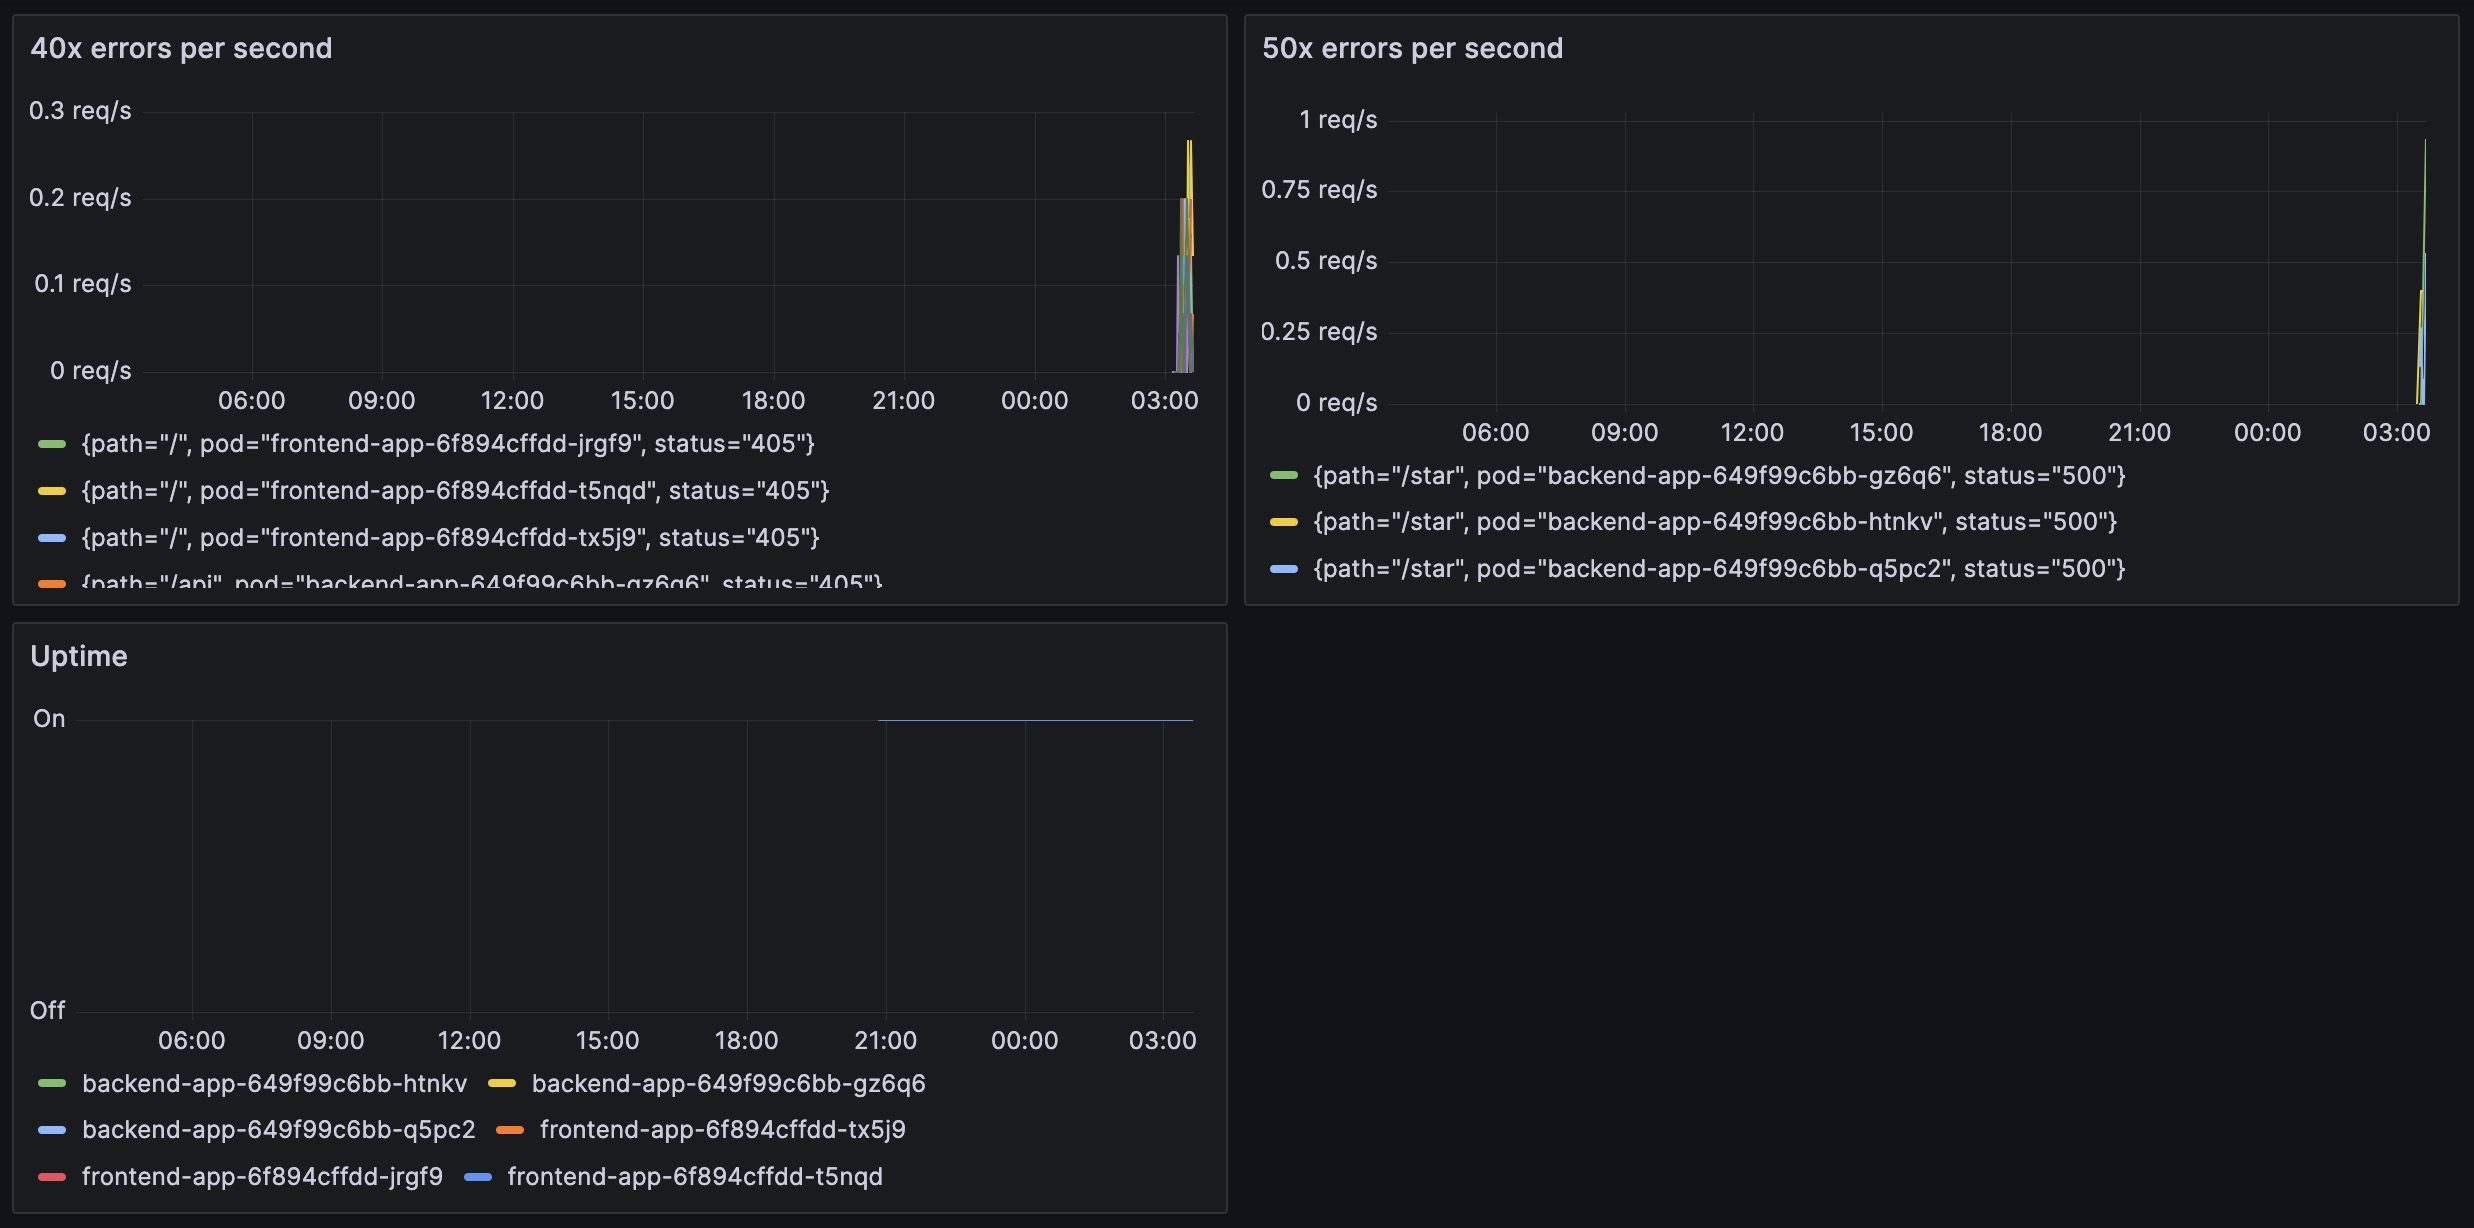 40x errors per second
0.3 req/s
0.2 req/s
0.1 req/s
0 req/s
06:00 09:00 12:00 15:00 18:00 21:00 00:00 03:00
{path="/", pod="frontend-app-6f894cffdd-jrgf9", status="405"}
{path="/", pod="frontend-app-6f894cffdd-t5nqd", status="405"}
{path="/", pod="frontend-app-6f894cffdd-tx5j9", status="405"}
{path="/api", pod="backend-app-649f99c6bb-gz6q6", status="405"}
50x errors per second
1 req/s
0.75 req/s
0.5 req/s
0.25 req/s
0 req/s
06:00 09:00 12:00 15:00 18:00 21:00 00:00 03:00
{path="/star", pod="backend-app-649f99c6bb-gz6q6", status="500"}
{path="/star", pod="backend-app-649f99c6bb-htnkv", status="500"}
{path="/star", pod="backend-app-649f99c6bb-q5pc2", status="500"}
Uptime
On
Off
06:00 09:00 12:00 15:00 18:00 21:00 00:00 03:00
backend-app-649f99c6bb-htnkv backend-app-649f99c6bb-gz6q6
backend-app-649f99c6bb-q5pc2 frontend-app-6f894cffdd-tx5j9
frontend-app-6f894cffdd-jrgf9 frontend-app-6f894cffdd-t5nqd